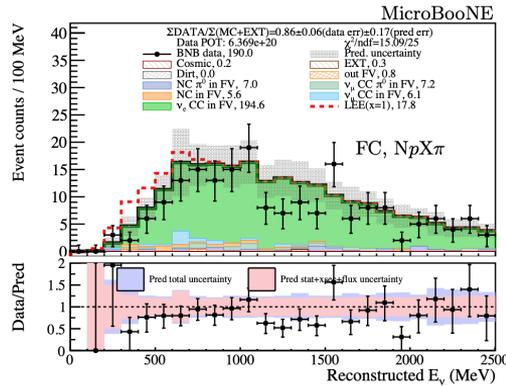 MicroBooNE
ΣDATA/Σ(MC+EXT)=0.86±0.06(data err)±0.17(pred err)
Data POT: 6.369e+20 χ²/ndf=15.09/25
BNB data, 190.0 Pred. uncertainty
Cosmic, 0.2 EXT, 0.3
Dirt, 0.0 out FV, 0.8
NC π⁰ in FV, 7.0 νμ CC π⁰ in FV, 7.2
NC in FV, 5.6 νμ CC in FV, 6.1
νe CC in FV, 194.6 LEE(x=1), 17.8
FC, NpXπ
Event counts / 100 MeV
40
35
30
25
20
15
10
5
0
Pred total uncertainty Pred stat+xsec+flux uncertainty
Data/Pred
2
1.5
1
0.5
0
0 500 1000 1500 2000 2500
Reconstructed Eν (MeV)